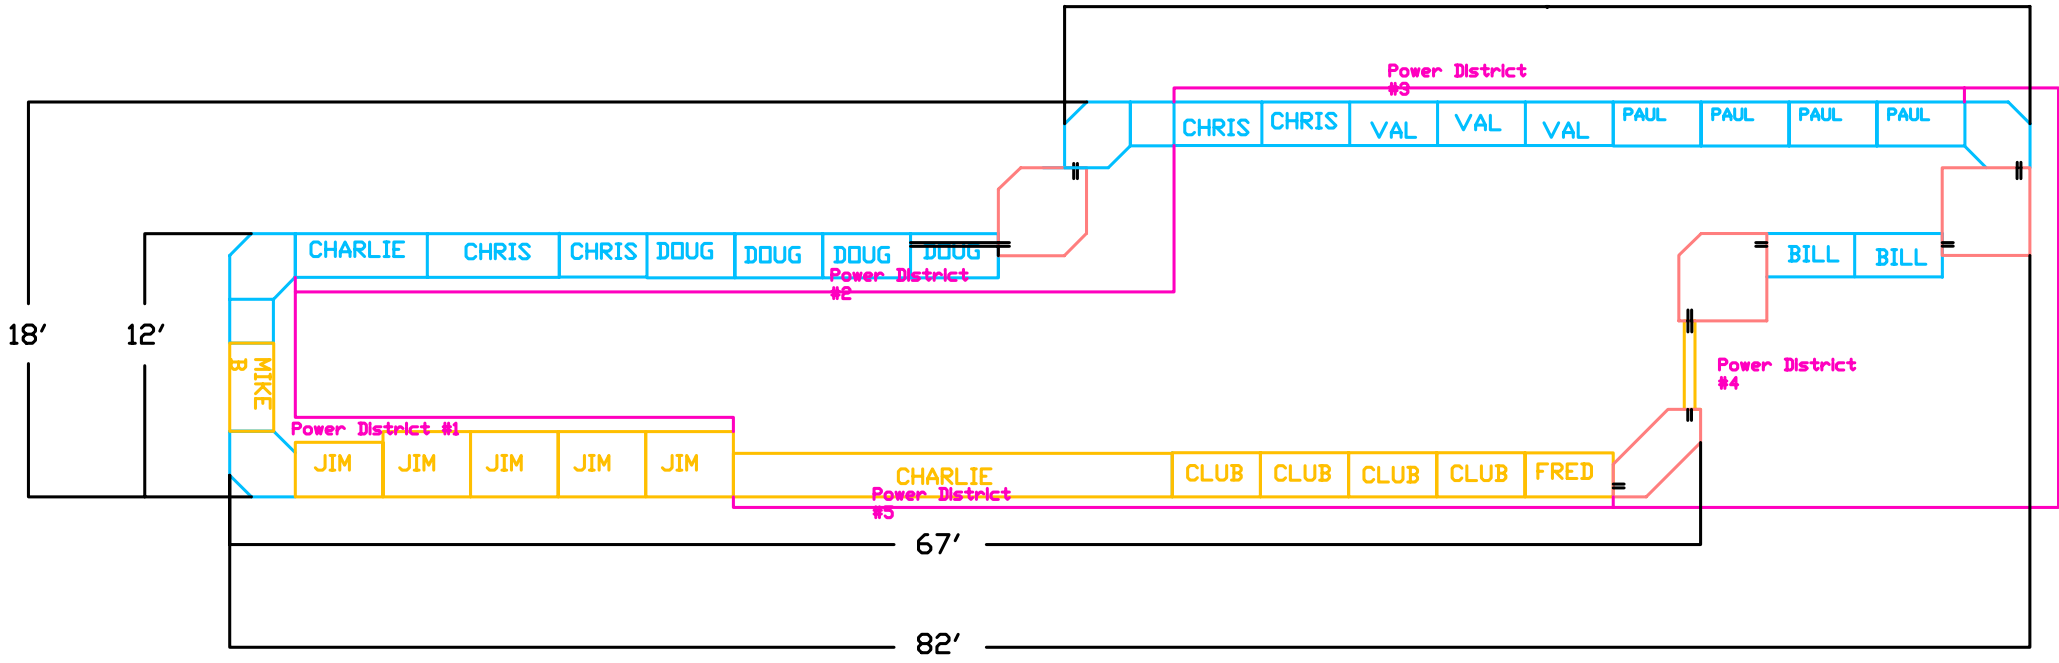 Power District
#3
CHRIS CHRIS VAL VAL VAL PAUL PAUL PAUL PAUL
CHARLIE CHRIS CHRIS DOUG DOUG DOUG DOUG
BILL BILL
Power District
#2
18' 12'
MIKE
B
Power District
#4
Power District #1
JIM JIM JIM JIM JIM
CHARLIE CLUB CLUB CLUB CLUB FRED
Power District
#5
67'
82'